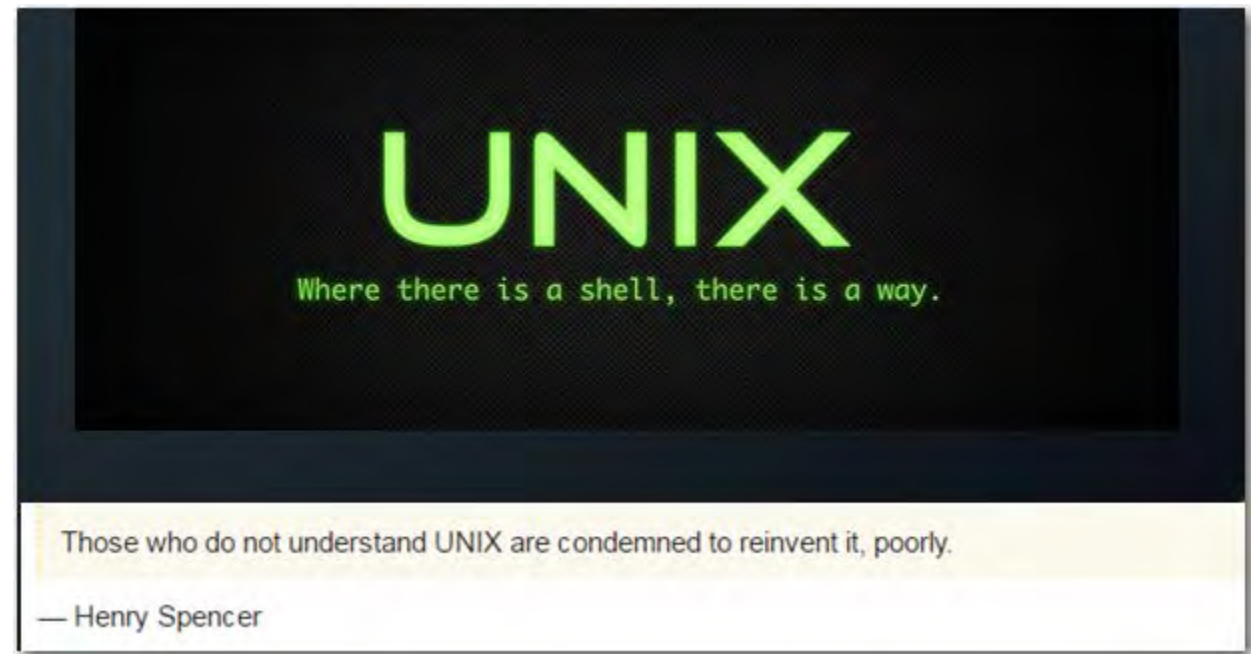 UNIX
Where there is a shell, there is a way.
Those who do not understand UNIX are condemned to reinvent it, poorly.
— Henry Spencer